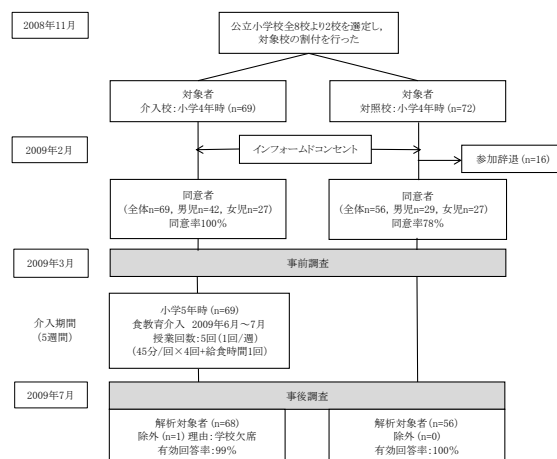 2008年11月
公立小学校全8校より2校を選定し，
対象校の割付を行った
対象者
介入校：小学4年時 (n=69)
対象者
対照校：小学4年時 (n=72)
2009年2月
インフォームドコンセント
参加辞退 (n=16)
同意者
(全体n=69, 男児n=42, 女児n=27)
同意率100%
同意者
(全体n=56, 男児n=29, 女児n=27)
同意率78%
2009年3月
事前調査
介入期間
(5週間)
小学5年時 (n=69)
食教育介入 2009年6月～7月
授業回数：5回 (1回/週)
(45分/回×4回+給食時間1回)
2009年7月
事後調査
解析対象者(n=68)
除外 (n=1) 理由：学校欠席
有効回答率：99%
解析対象者(n=56)
除外 (n=0)
有効回答率：100%